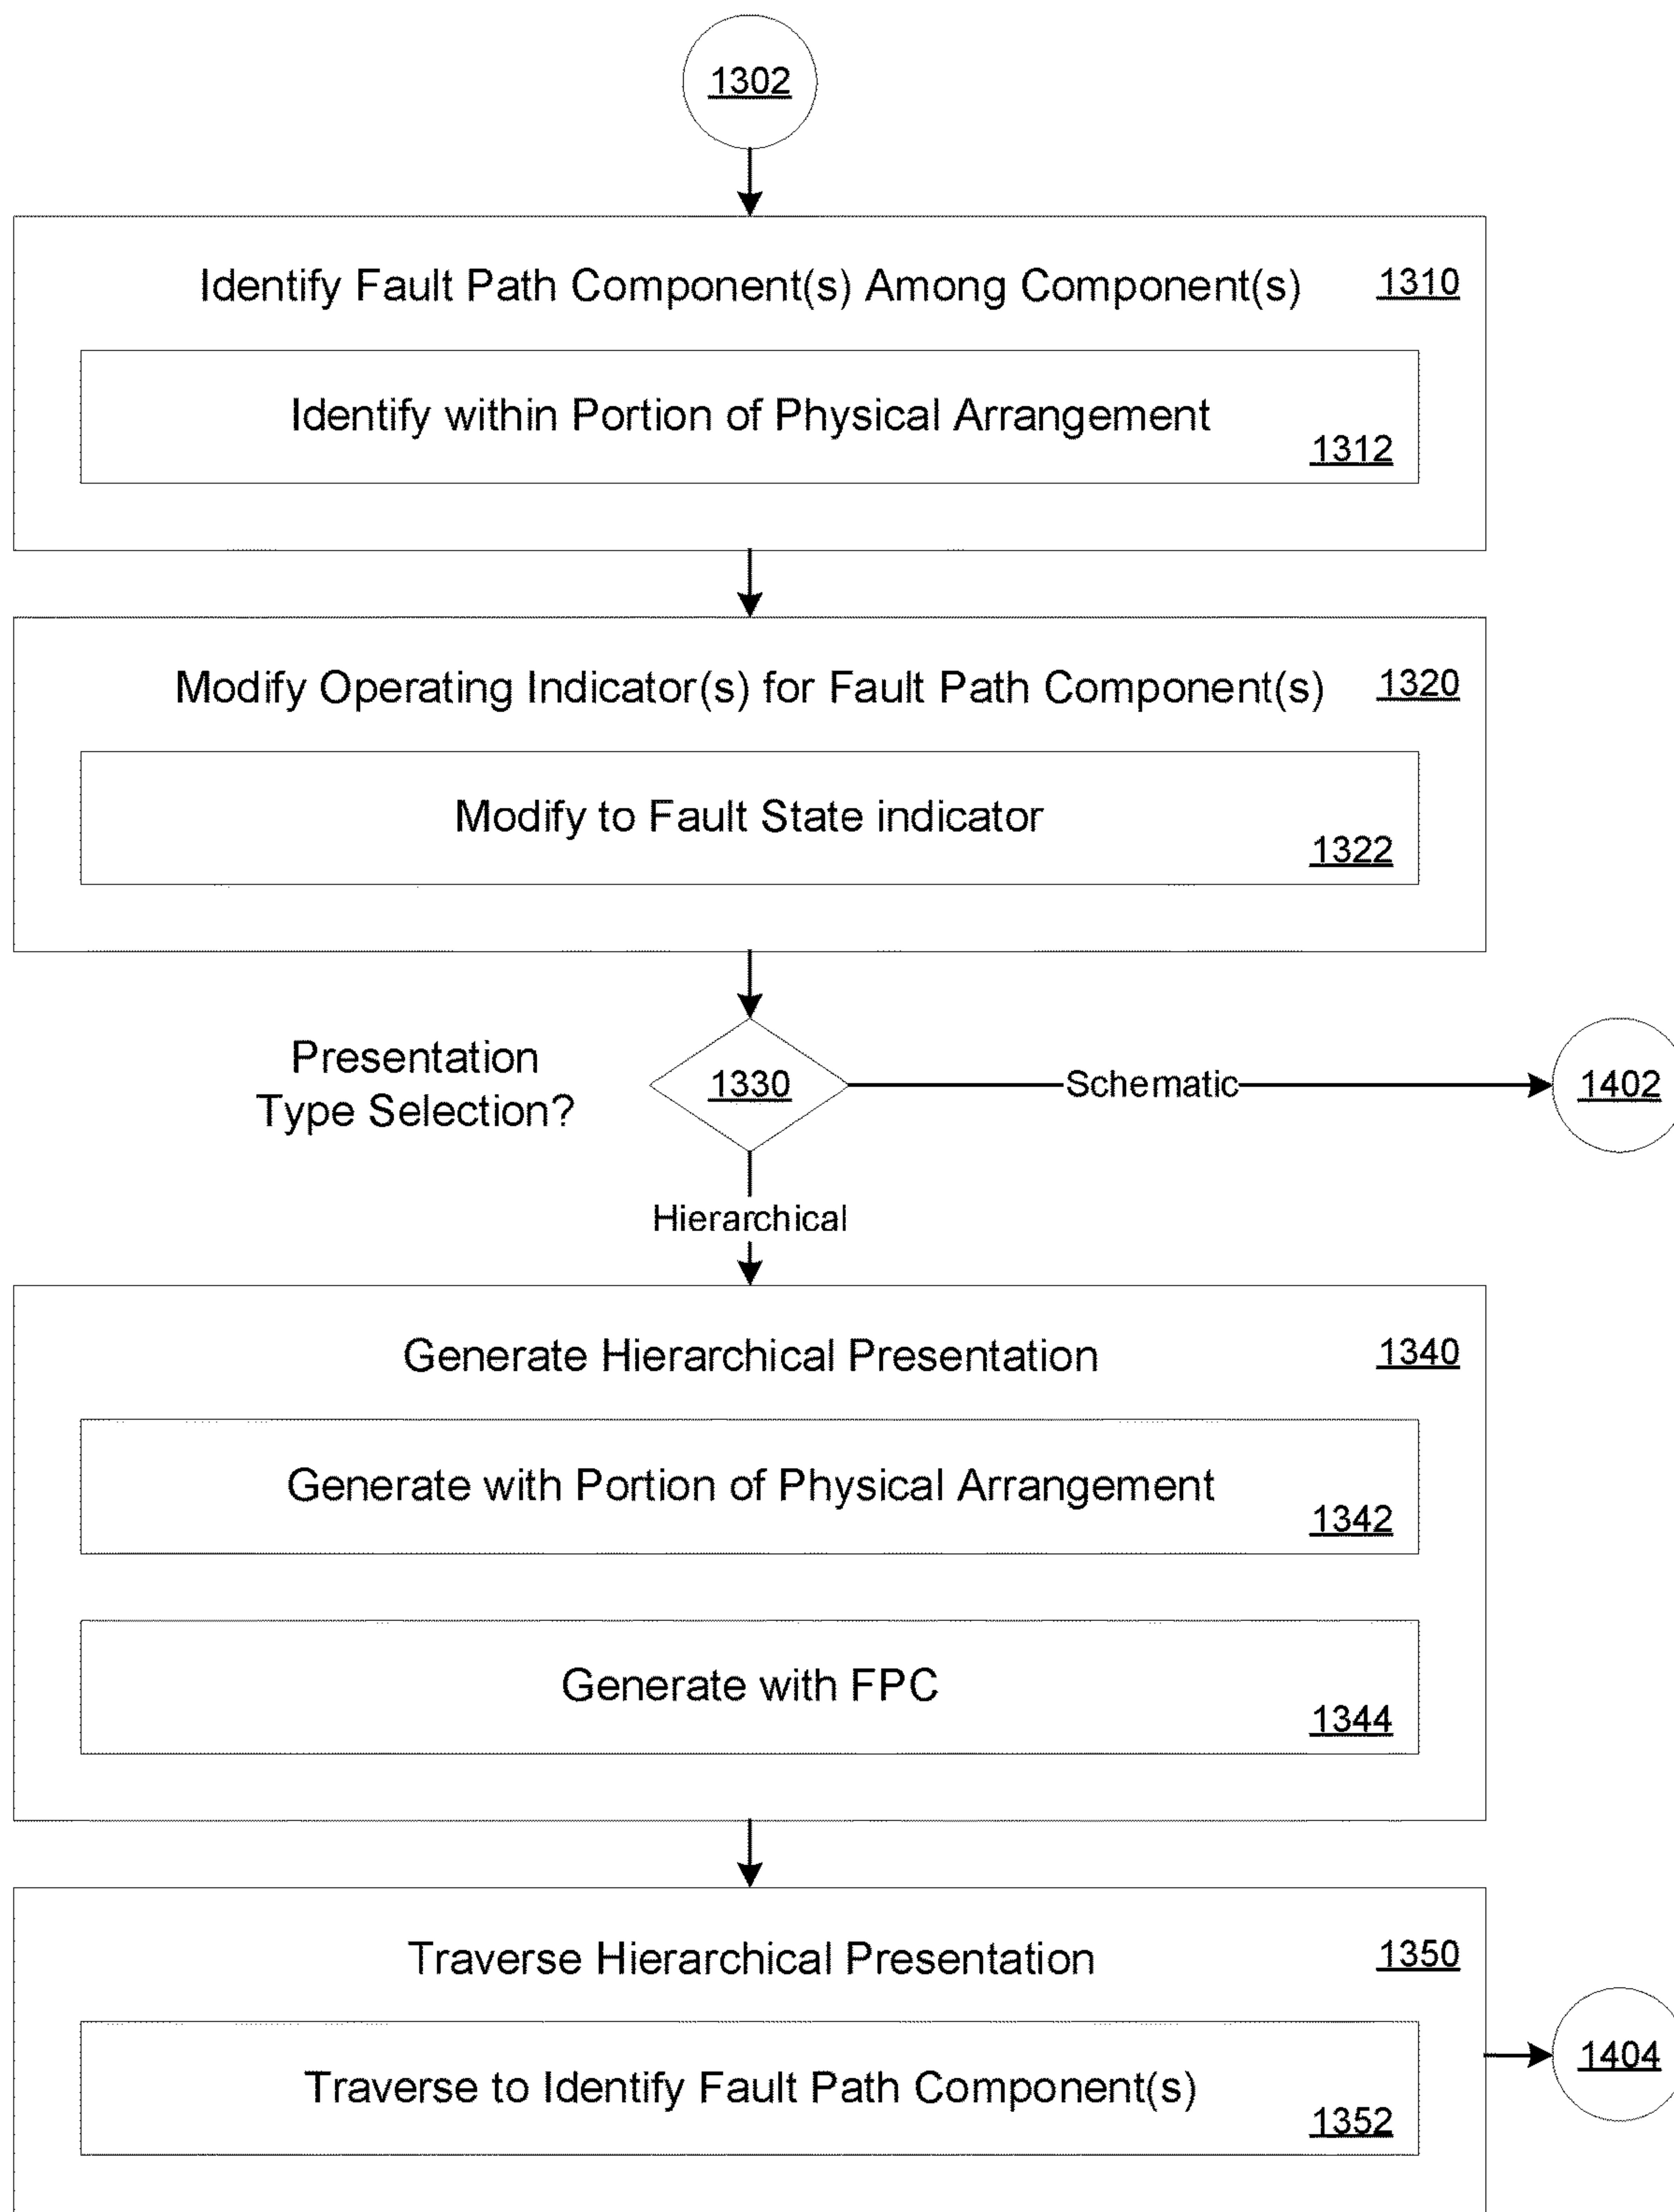 1302
Identify Fault Path Component(s) Among Component(s) 1310
Identify within Portion of Physical Arrangement
1312
Modify Operating Indicator(s) for Fault Path Component(s) 1320
Modify to Fault State indicator
1322
Presentation
Type Selection?
1330
Schematic
1402
Hierarchical
Generate Hierarchical Presentation 1340
Generate with Portion of Physical Arrangement
1342
Generate with FPC
1344
Traverse Hierarchical Presentation 1350
Traverse to Identify Fault Path Component(s)
1352
1404